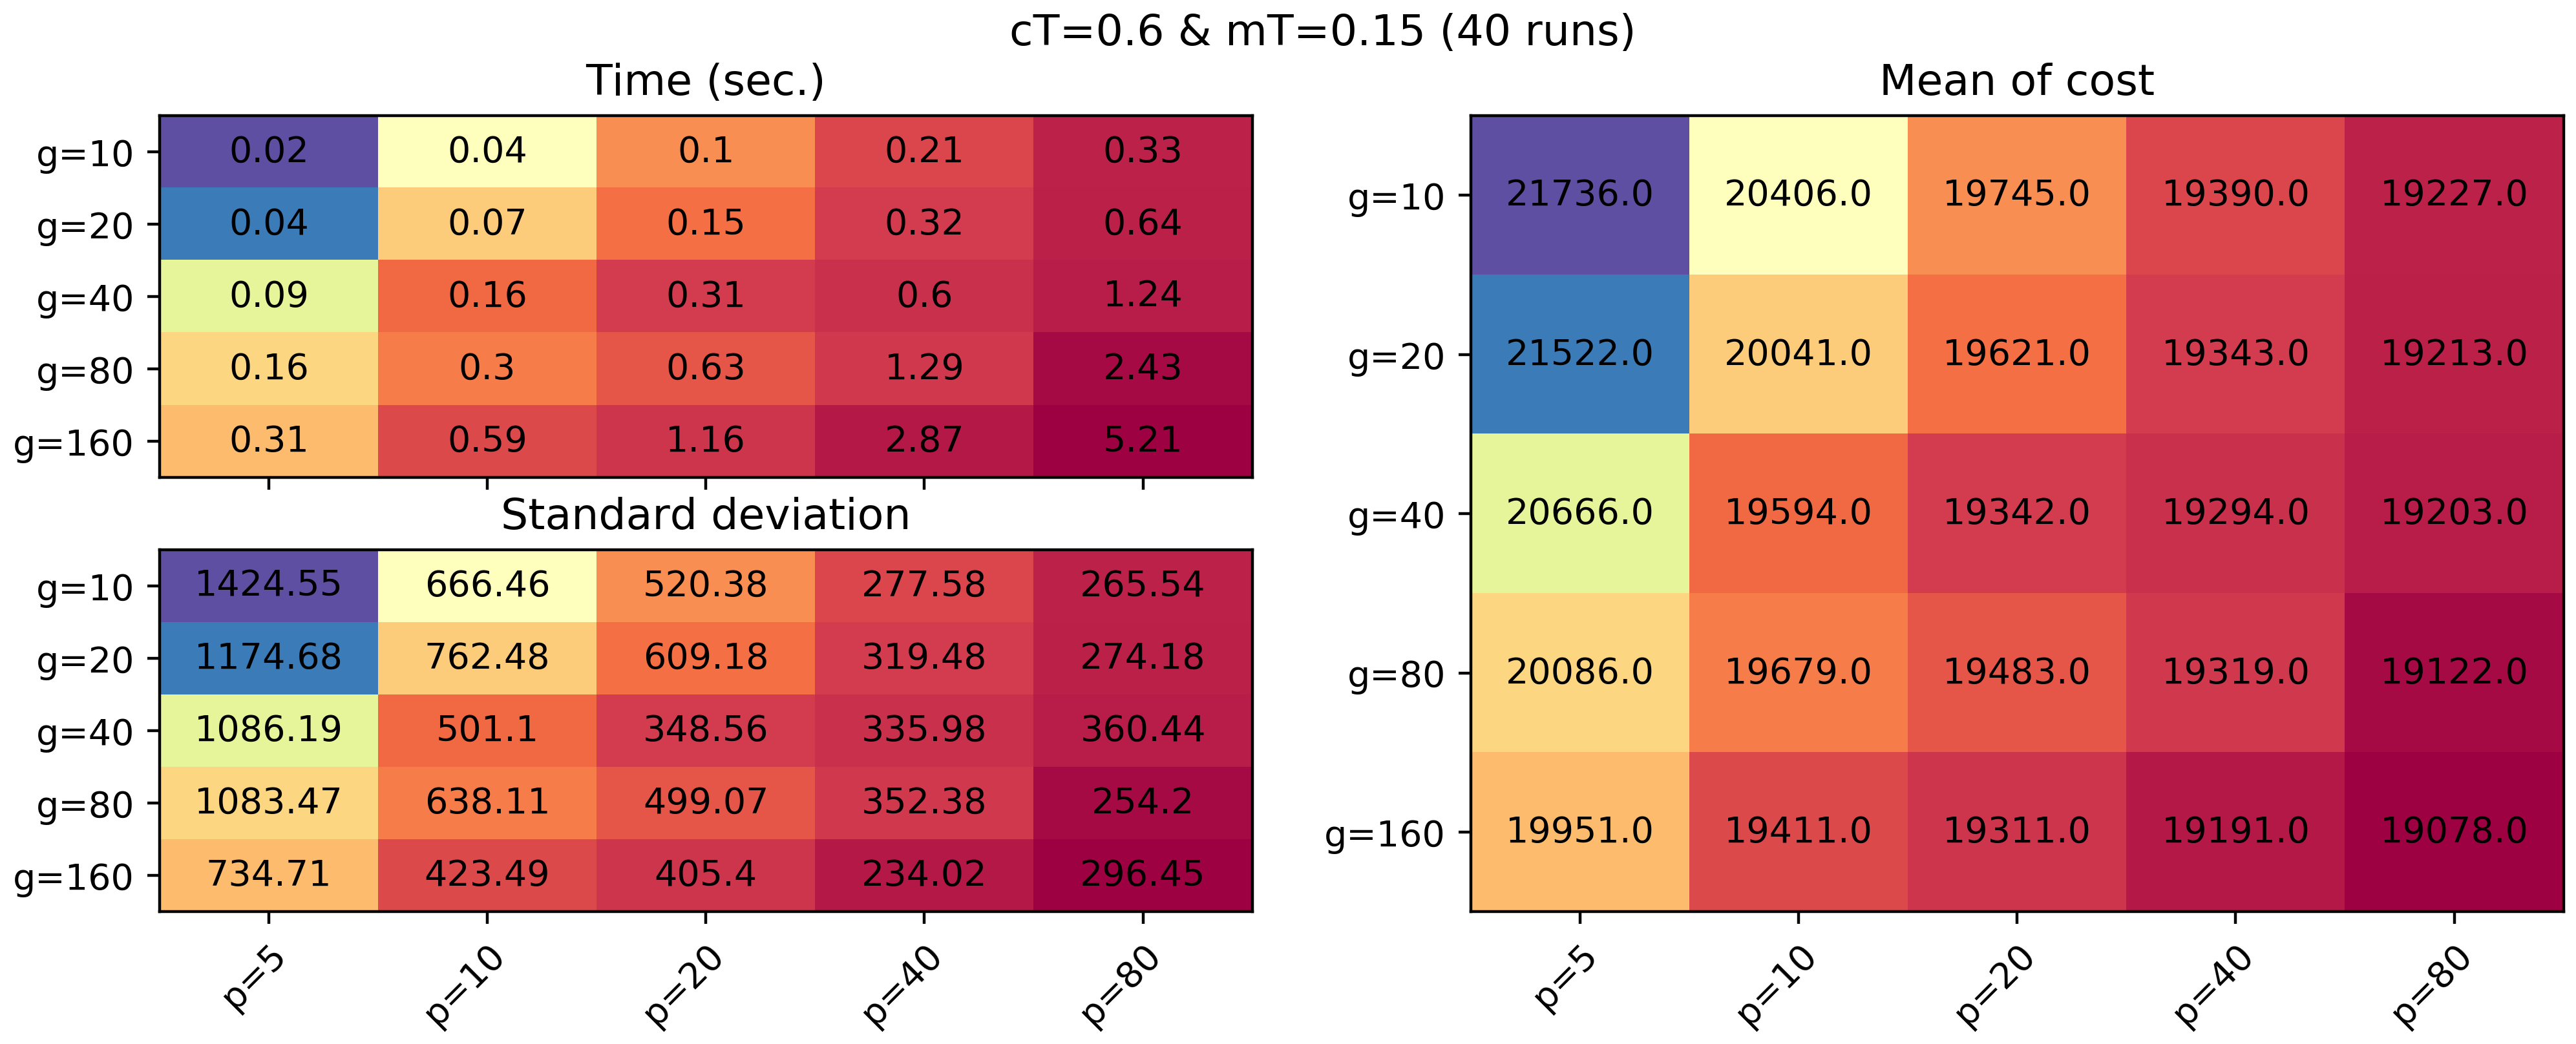 cT=0.6 & mT=0.15 (40 runs)
Time (sec.)
g=10 0.02 0.04 0.1 0.21 0.33
g=20 0.04 0.07 0.15 0.32 0.64
g=40 0.09 0.16 0.31 0.6 1.24
g=80 0.16 0.3 0.63 1.29 2.43
g=160 0.31 0.59 1.16 2.87 5.21
Standard deviation
g=10 1424.55 666.46 520.38 277.58 265.54
g=20 1174.68 762.48 609.18 319.48 274.18
g=40 1086.19 501.1 348.56 335.98 360.44
g=80 1083.47 638.11 499.07 352.38 254.2
g=160 734.71 423.49 405.4 234.02 296.45
p=5 p=10 p=20 p=40 p=80
Mean of cost
g=10 21736.0 20406.0 19745.0 19390.0 19227.0
g=20 21522.0 20041.0 19621.0 19343.0 19213.0
g=40 20666.0 19594.0 19342.0 19294.0 19203.0
g=80 20086.0 19679.0 19483.0 19319.0 19122.0
g=160 19951.0 19411.0 19311.0 19191.0 19078.0
p=5 p=10 p=20 p=40 p=80